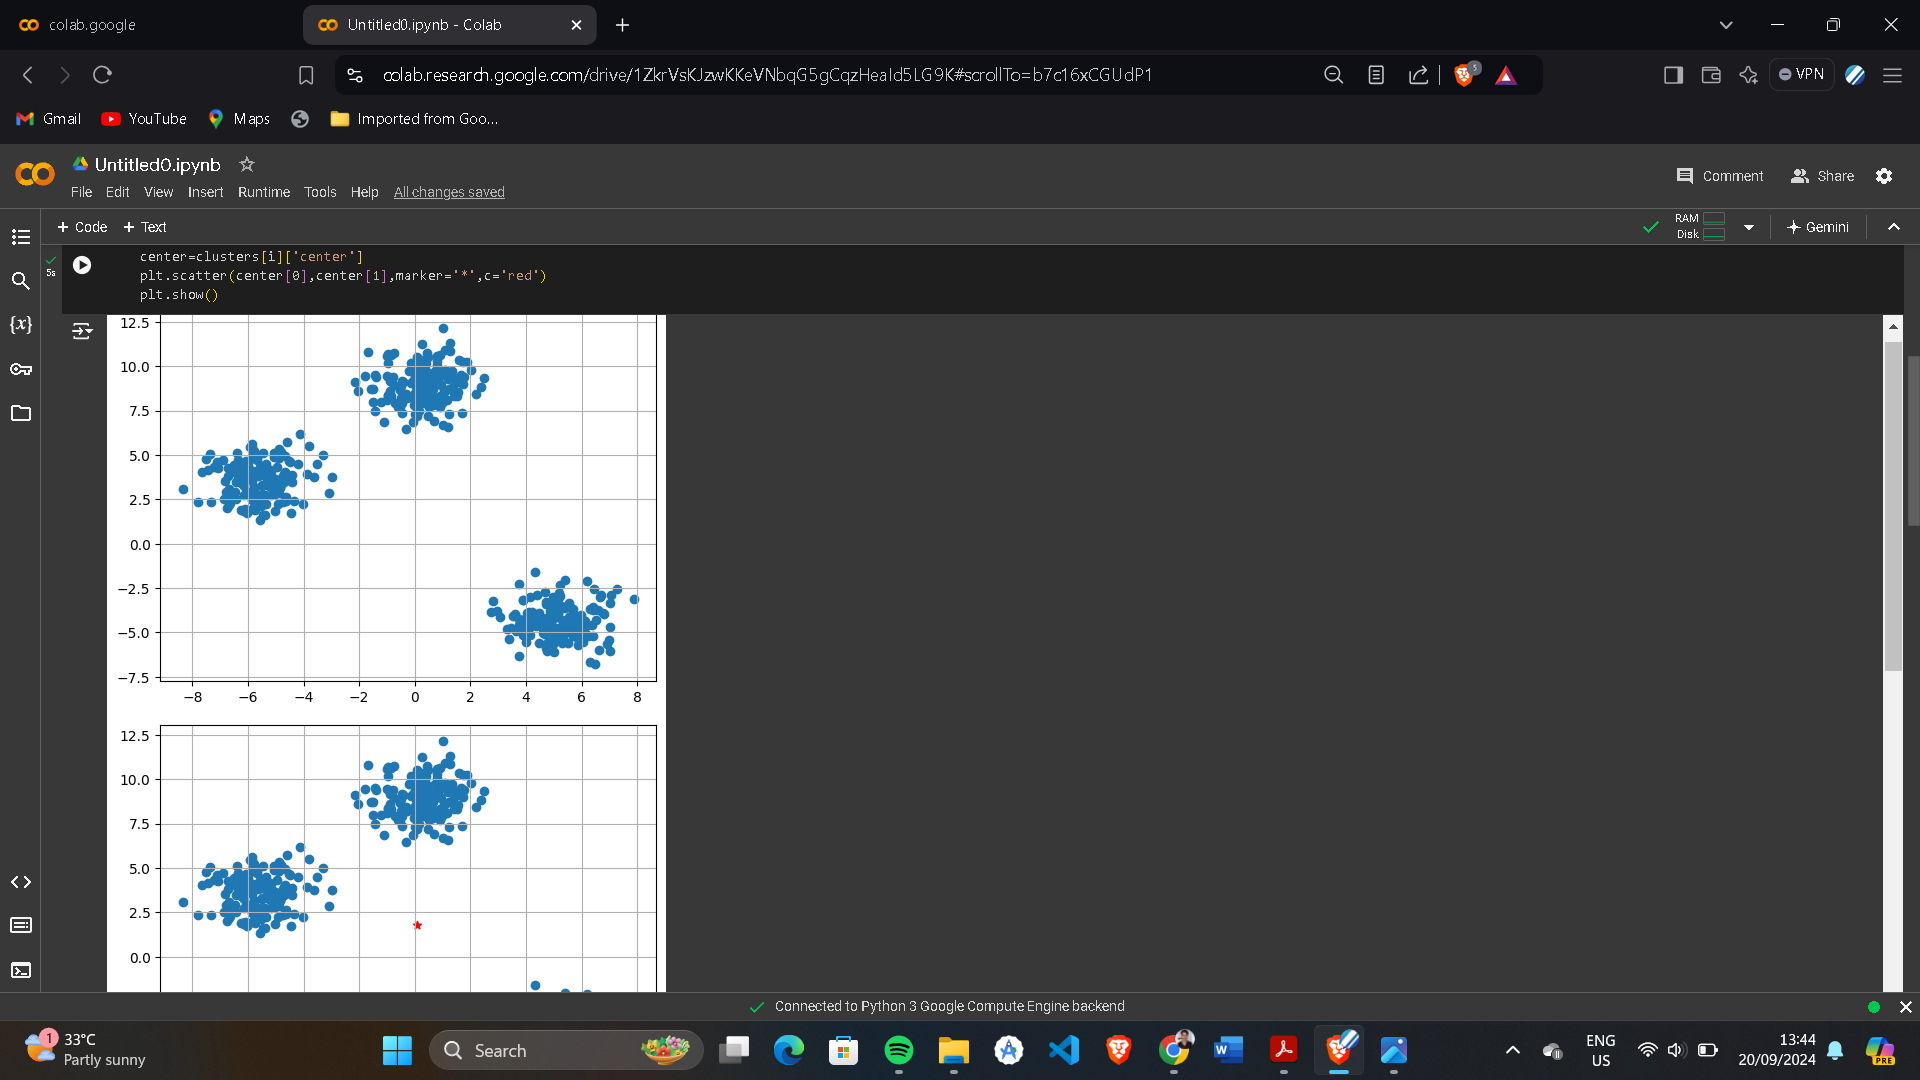 colab.google
Untitled0.ipynb - Colab
colab.research.google.com/drive/1ZkrVsKJzwKKeVNbqG5gCqzHeaId5LG9K#scrollTo=b7c16xCGUdP1
5
VPN
Gmail
YouTube
Maps
Imported from Goo...
Untitled0.ipynb
File Edit View Insert Runtime Tools Help All changes saved
Comment
Share
+ Code + Text
RAM
Disk
Gemini
5s
center=clusters[i]['center']
plt.scatter(center[0],center[1],marker='*',c='red')
plt.show()
{x}
12.5
10.0
7.5
5.0
2.5
0.0
−2.5
−5.0
−7.5
−8 −6 −4 −2 0 2 4 6 8
12.5
10.0
7.5
5.0
2.5
0.0
Connected to Python 3 Google Compute Engine backend
1
33°C
Partly sunny
Search
ENG
US
13:44
20/09/2024
PRE